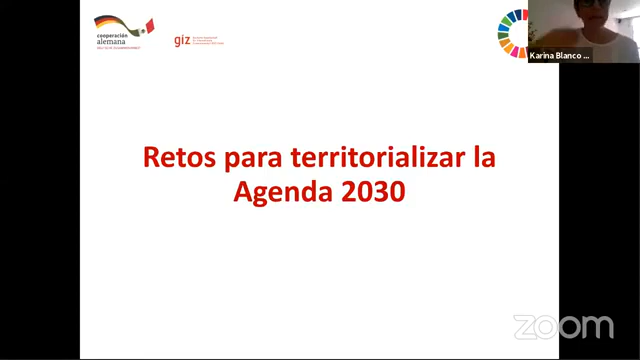 cooperación
alemana
giz
Karina Blanco ...
Retos para territorializar la
Agenda 2030
zoom